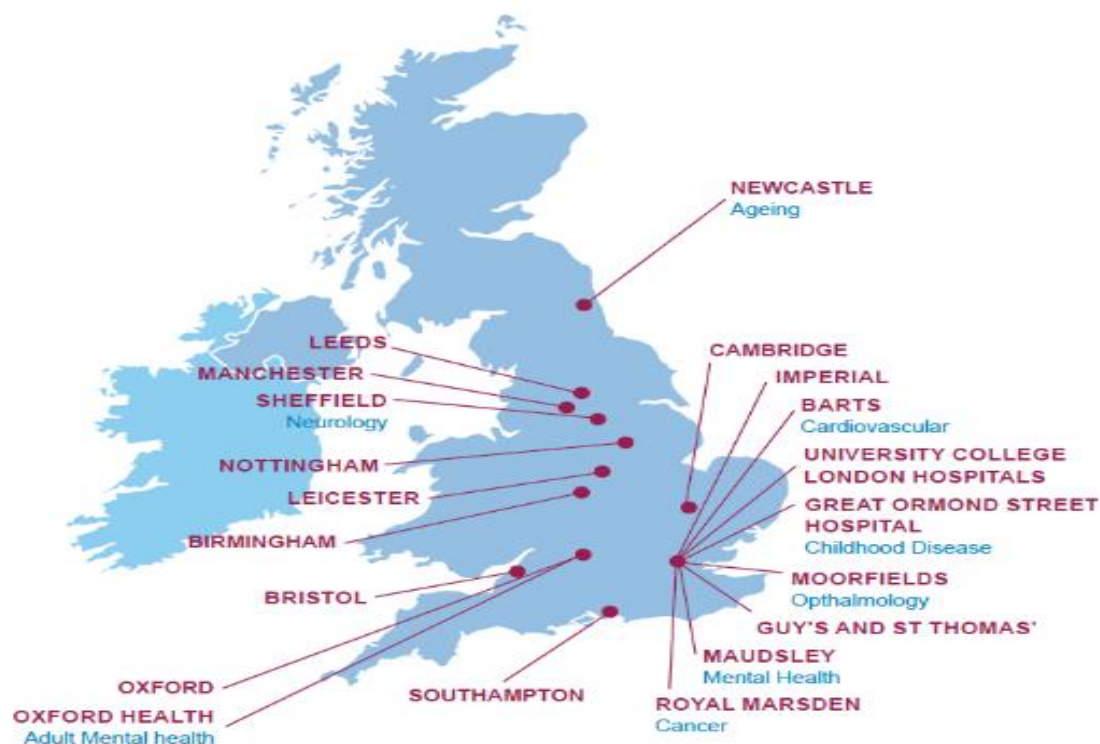 NEWCASTLE
Ageing
LEEDS
MANCHESTER
SHEFFIELD
Neurology
NOTTINGHAM
LEICESTER
BIRMINGHAM
BRISTOL
OXFORD
OXFORD HEALTH
Adult Mental health
SOUTHAMPTON
CAMBRIDGE
IMPERIAL
BARTS
Cardiovascular
UNIVERSITY COLLEGE
LONDON HOSPITALS
GREAT ORMOND STREET
HOSPITAL
Childhood Disease
MOORFIELDS
Opthalmology
GUY'S AND ST THOMAS'
MAUDSLEY
Mental Health
ROYAL MARSDEN
Cancer